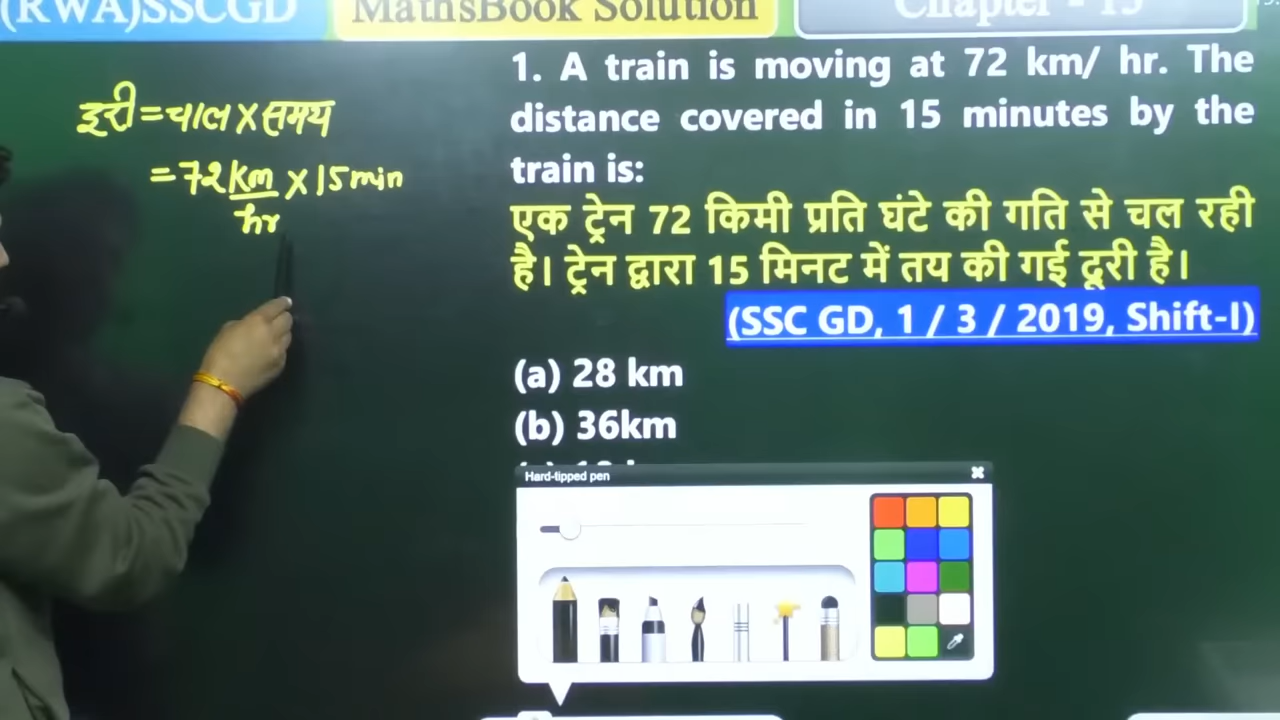 (RWA)SSCGD
MathsBook Solution
Chapter - 15
दूरी=चाल×समय
=72 km/hr × 15 min
1. A train is moving at 72 km/ hr. The
distance covered in 15 minutes by the
train is:
एक ट्रेन 72 किमी प्रति घंटे की गति से चल रही
है। ट्रेन द्वारा 15 मिनट में तय की गई दूरी है।
(SSC GD, 1 / 3 / 2019, Shift-I)
(a) 28 km
(b) 36km
Hard-tipped pen